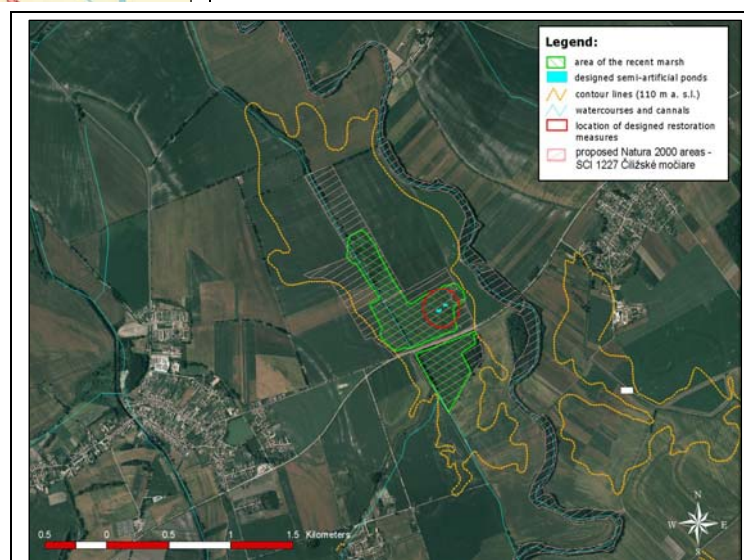 Legend:
area of the recent marsh
designed semi-artificial ponds
contour lines (110 m a. s.l.)
watercourses and cannals
location of designed restoration
measures
proposed Natura 2000 areas -
SCI 1227 Čiližské močiare
N
W E
S
0.5 0 0.5 1 1.5 Kilometers